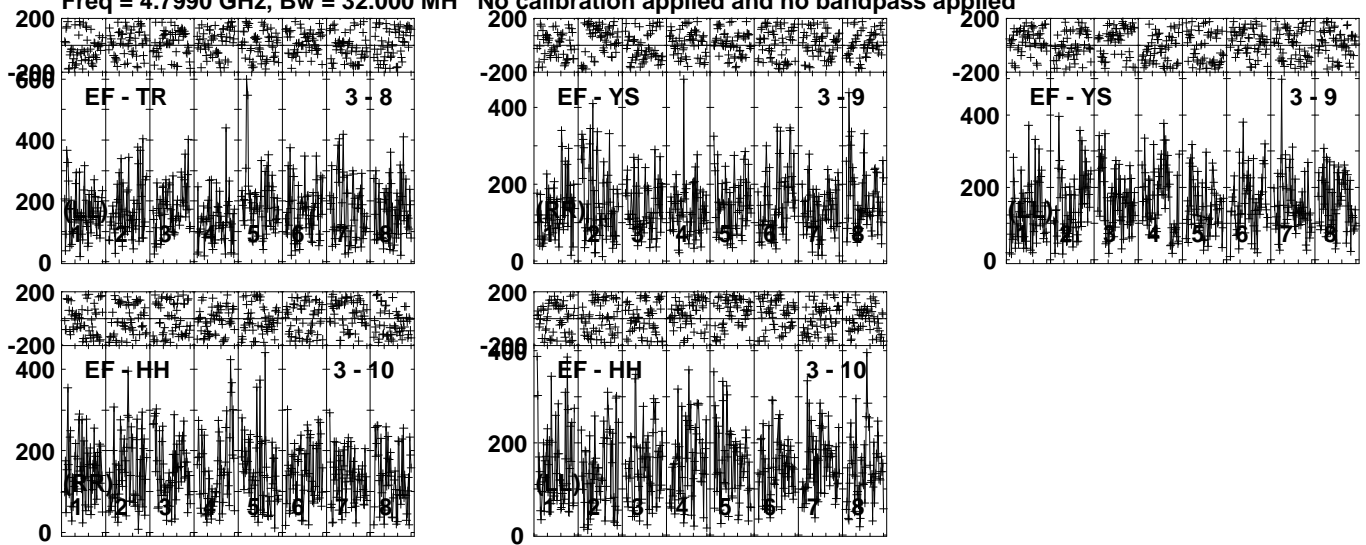 Freq = 4.7990 GHz, Bw = 32.000 MH No calibration applied and no bandpass applied
200
-200
600
400
200
0
EF - TR 3 - 8
(LL)
1 2 3 4 5 6 7 8
200
-200
400
200
0
EF - YS 3 - 9
(RR)
1 2 3 4 5 6 7 8
200
-200
400
200
0
EF - YS 3 - 9
(LL)
1 2 3 4 5 6 7 8
200
-200
400
200
0
EF - HH 3 - 10
(RR)
1 2 3 4 5 6 7 8
200
-200
400
200
0
EF - HH 3 - 10
(LL)
1 2 3 4 5 6 7 8